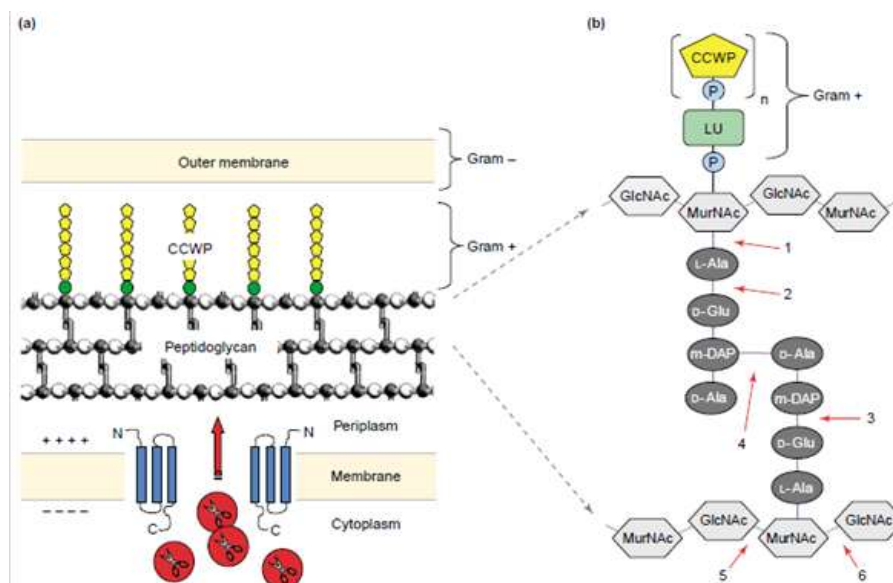 (a)
Outer membrane
Gram –
CCWP
Gram +
Peptidoglycan
N
N
Periplasm
+ + + +
Membrane
– – – –
C
C
Cytoplasm
(b)
CCWP
P
n
LU
Gram +
P
GlcNAc
MurNAc
GlcNAc
MurNAc
1
L-Ala
2
D-Glu
m-DAP
D-Ala
D-Ala
m-DAP
3
4
D-Glu
L-Ala
MurNAc
GlcNAc
MurNAc
GlcNAc
5
6